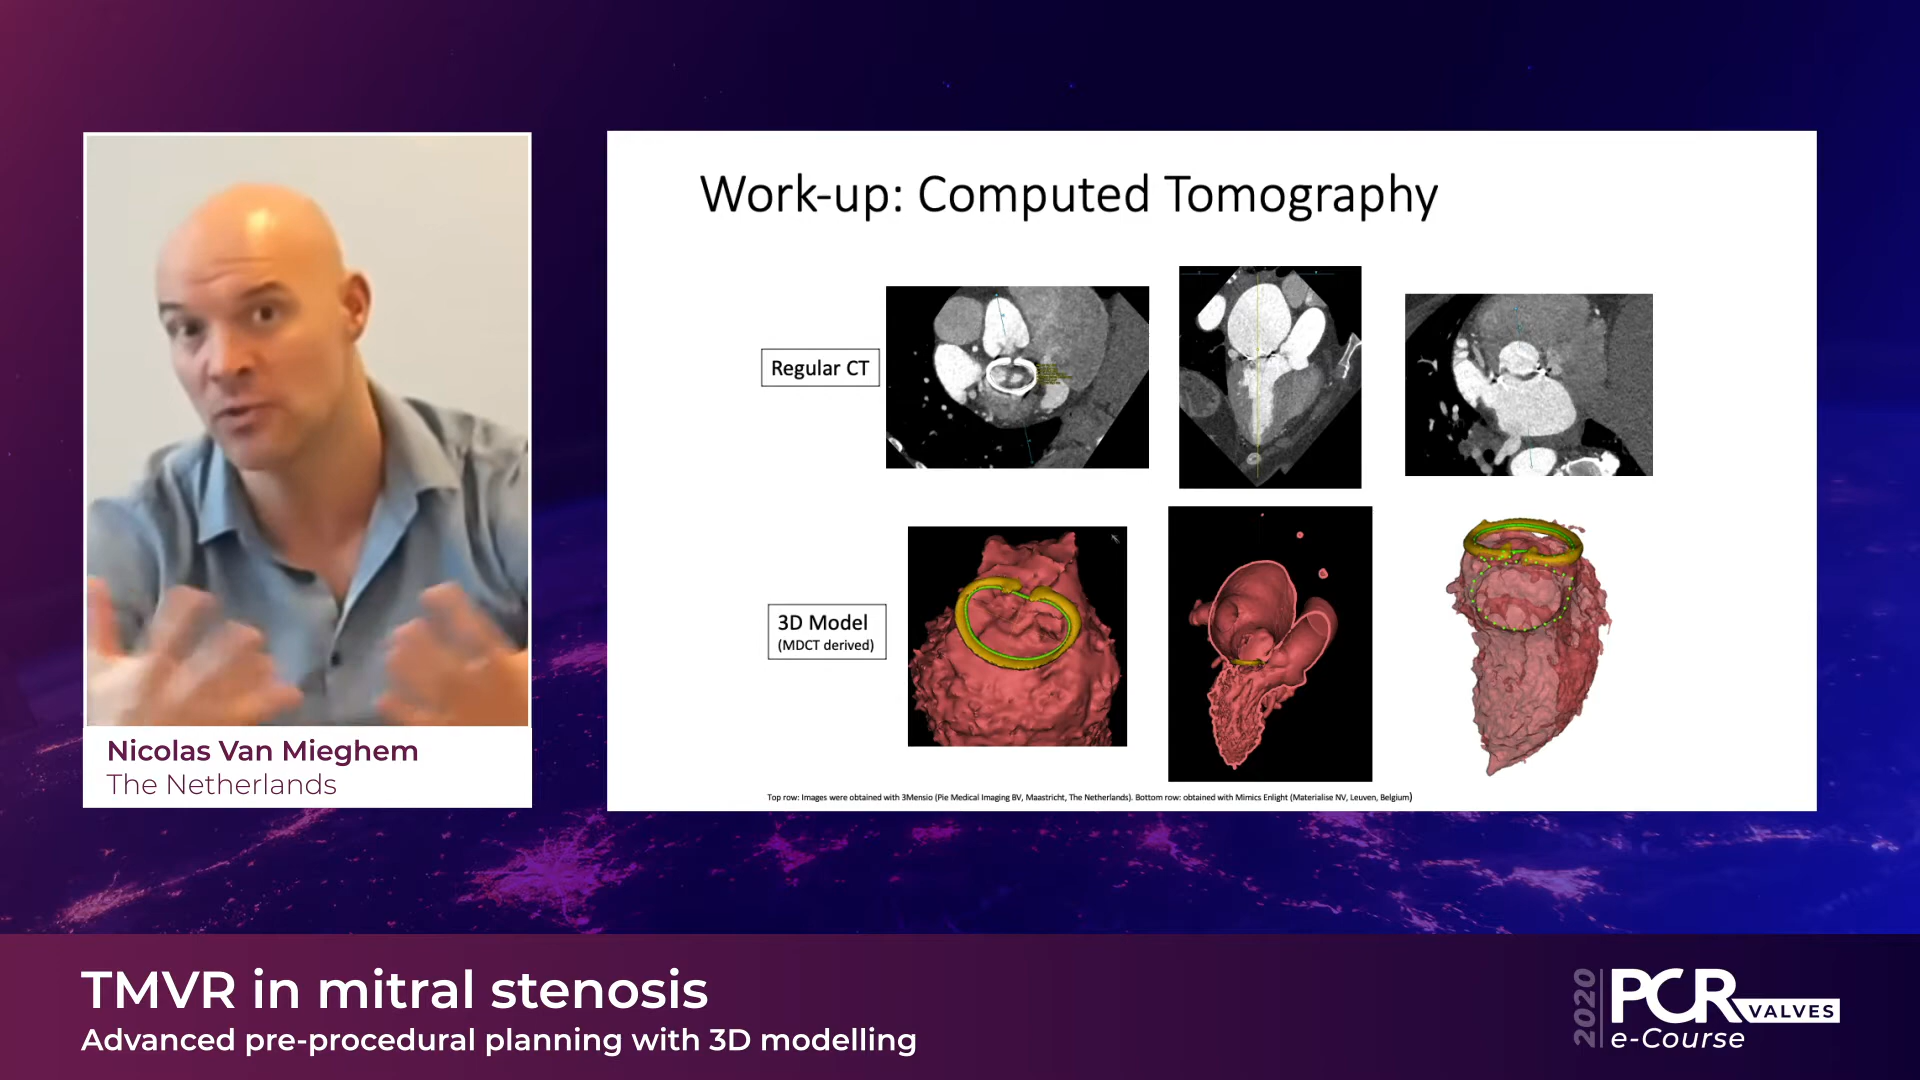 Work-up: Computed Tomography
Regular CT
3D Model
(MDCT derived)
Top row: Images were obtained with 3Mensio (Pie Medical Imaging BV, Maastricht, The Netherlands). Bottom row: obtained with Mimics Enlight (Materialise NV, Leuven, Belgium)
Nicolas Van Mieghem
The Netherlands
TMVR in mitral stenosis
Advanced pre-procedural planning with 3D modelling
2020
PCR
VALVES
e-Course